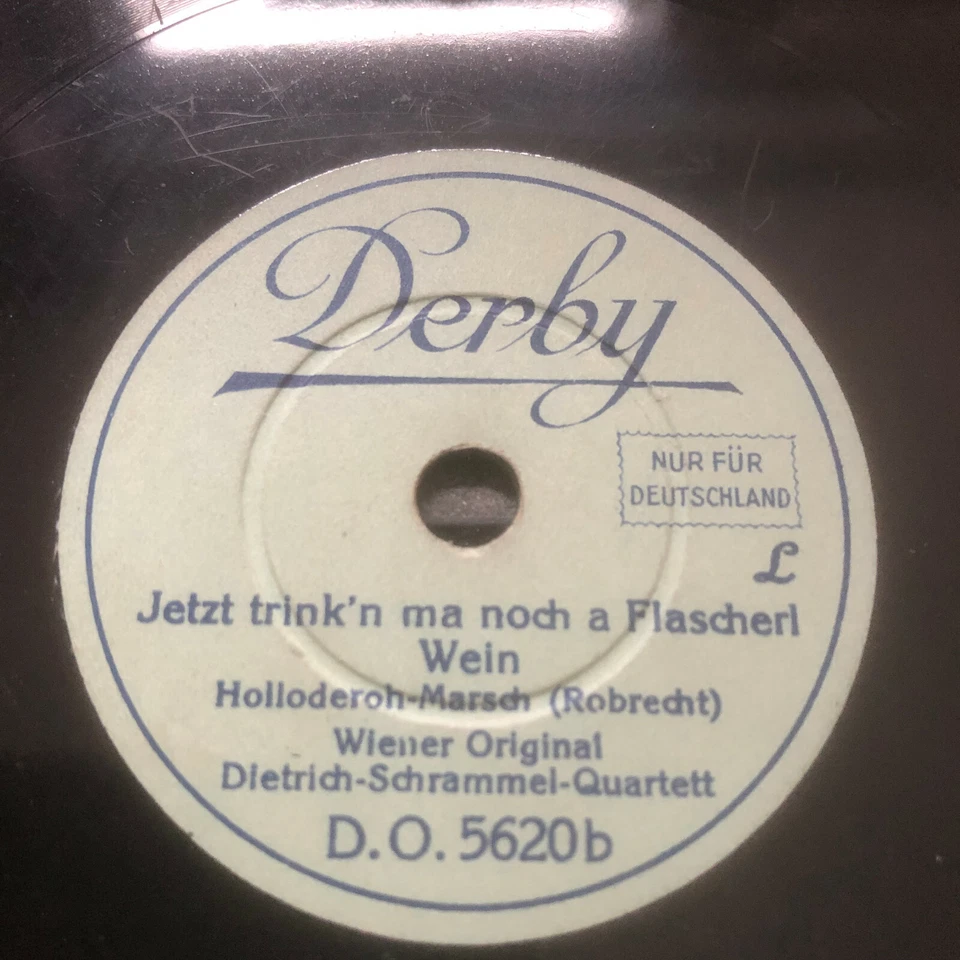 Derby
NUR FÜR
DEUTSCHLAND
L
Jetzt trink'n ma noch a Flascherl
Wein
Holloderoh-Marsch (Robrecht)
Wiener Original
Dietrich-Schrammel-Quartett
D.O. 5620b